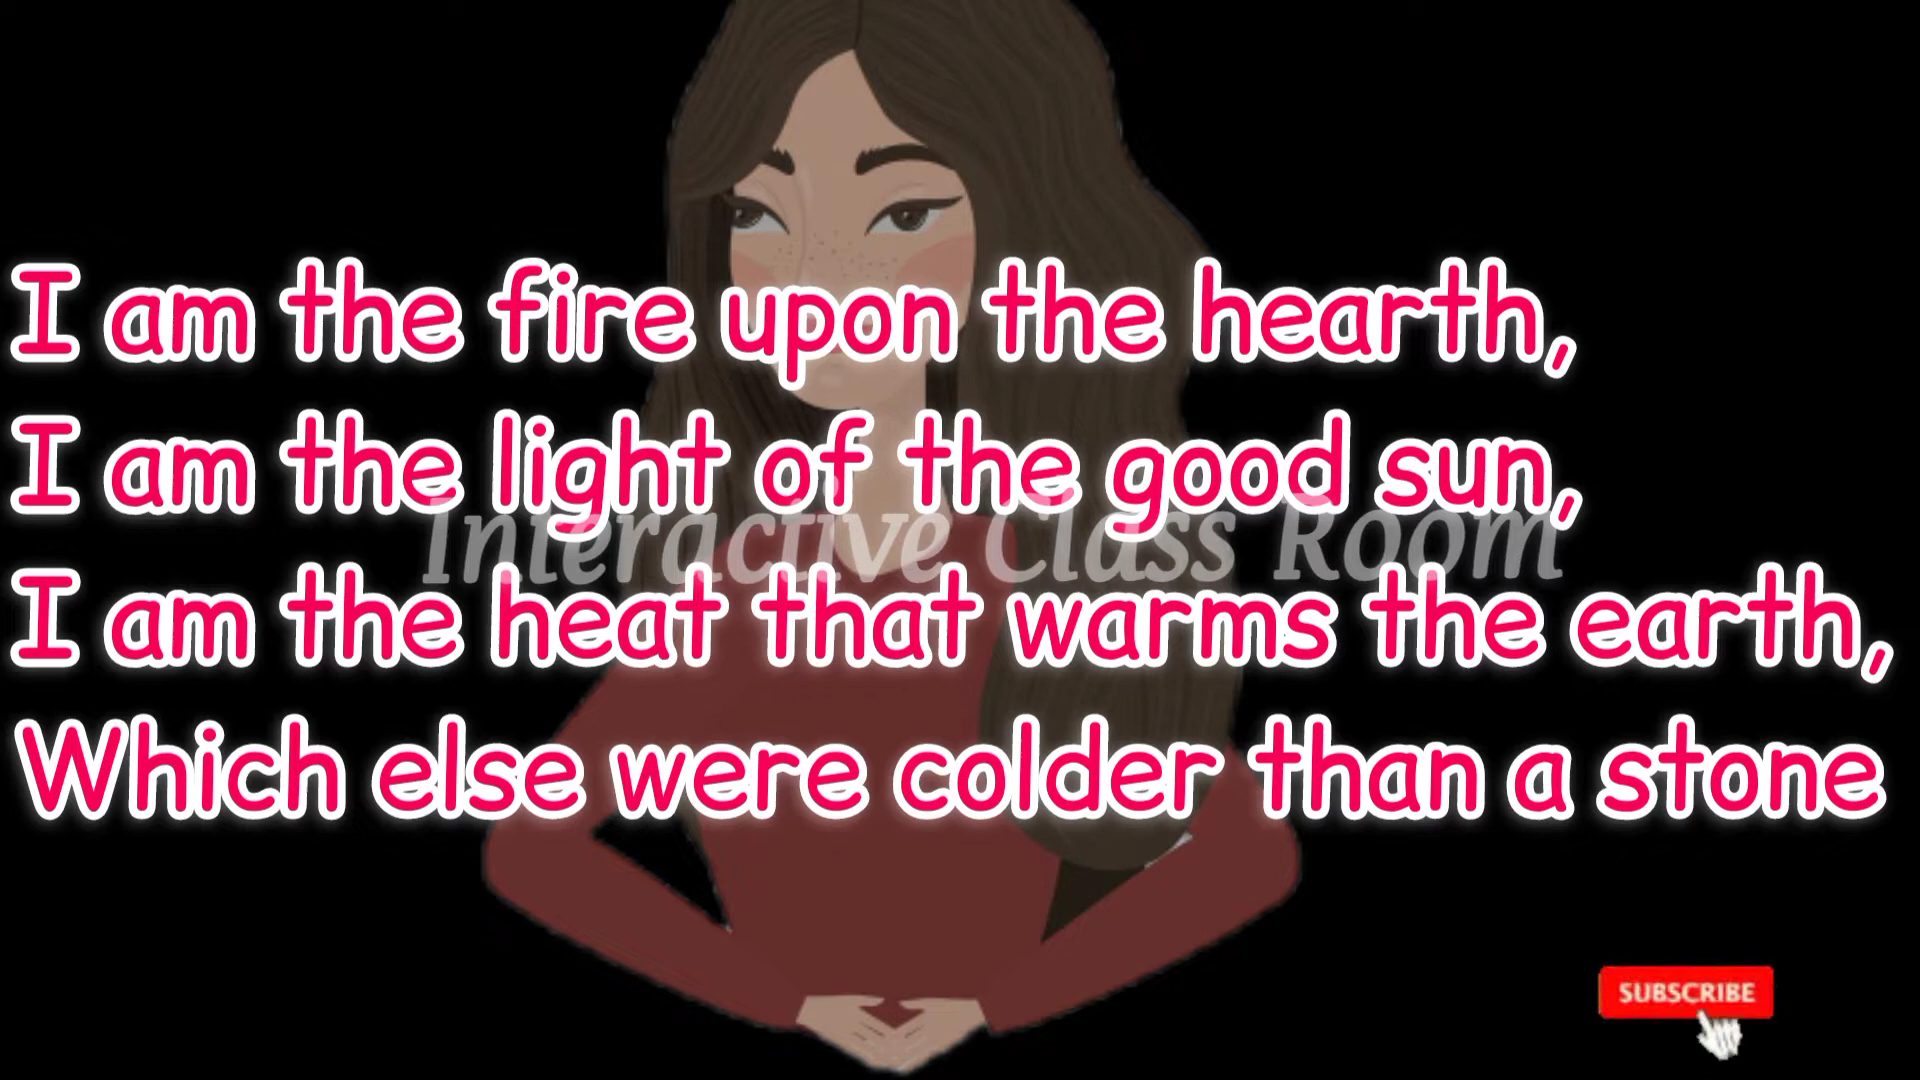 I am the fire upon the hearth,
I am the light of the good sun,
Interactive Class Room
I am the heat that warms the earth,
Which else were colder than a stone
SUBSCRIBE